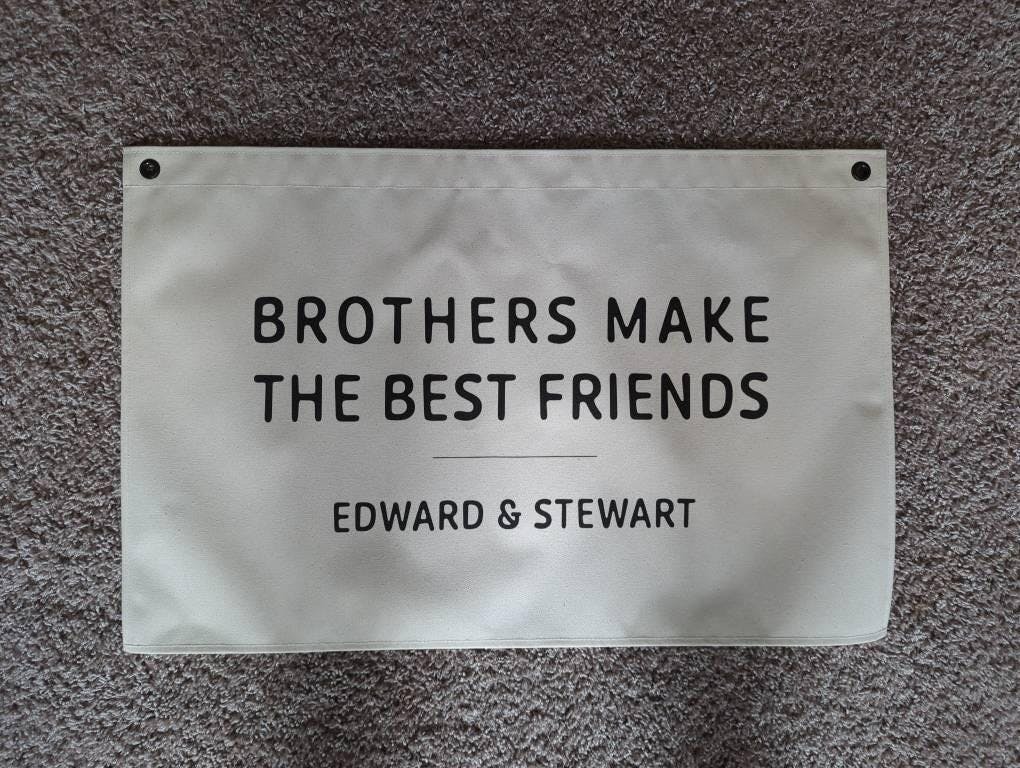 BROTHERS MAKE
THE BEST FRIENDS
EDWARD & STEWART